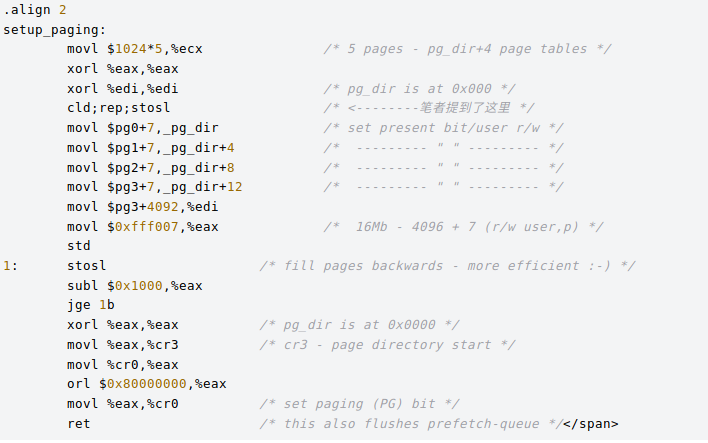 .align 2
setup_paging:
        movl $1024*5,%ecx               /* 5 pages - pg_dir+4 page tables */
        xorl %eax,%eax
        xorl %edi,%edi                  /* pg_dir is at 0x000 */
        cld;rep;stosl                   /* <--------笔者提到了这里 */
        movl $pg0+7,_pg_dir             /* set present bit/user r/w */
        movl $pg1+7,_pg_dir+4           /*  --------- " " --------- */
        movl $pg2+7,_pg_dir+8           /*  --------- " " --------- */
        movl $pg3+7,_pg_dir+12          /*  --------- " " --------- */
        movl $pg3+4092,%edi
        movl $0xfff007,%eax             /*  16Mb - 4096 + 7 (r/w user,p) */
        std
1:      stosl                   /* fill pages backwards - more efficient :-) */
        subl $0x1000,%eax
        jge 1b
        xorl %eax,%eax          /* pg_dir is at 0x0000 */
        movl %eax,%cr3          /* cr3 - page directory start */
        movl %cr0,%eax
        orl $0x80000000,%eax
        movl %eax,%cr0          /* set paging (PG) bit */
        ret                     /* this also flushes prefetch-queue */</span>